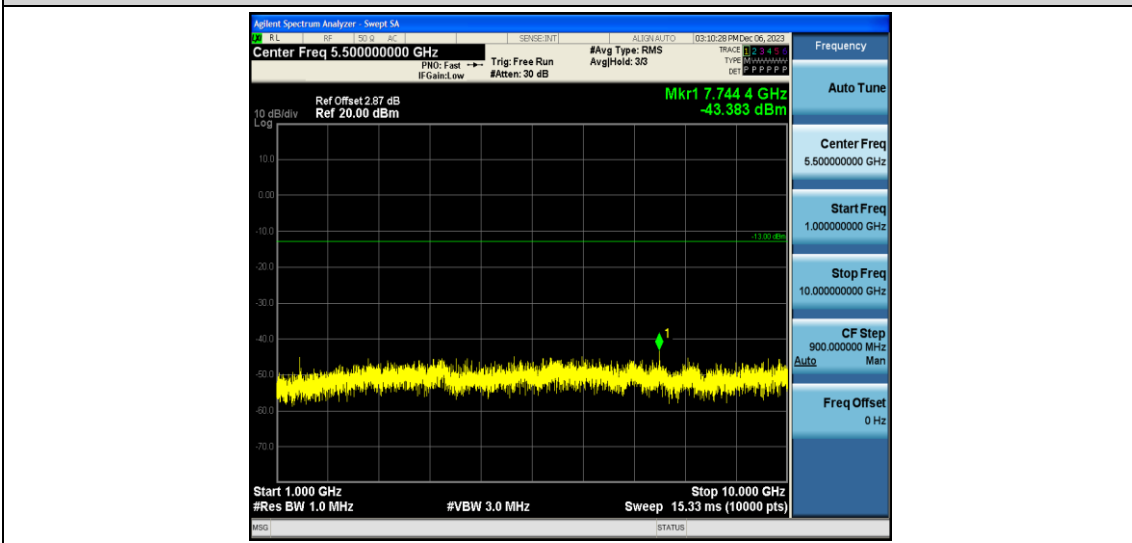 Agilent Spectrum Analyzer - Swept SA
RL RF 50 Ω AC SENSE:INT ALIGN AUTO 03:10:28 PM Dec 06, 2023
Center Freq 5.500000000 GHz #Avg Type: RMS TRACE 1 2 3 4 5 6
PNO: Fast Trig: Free Run Avg|Hold: 3/3 TYPE M
IFGain:Low #Atten: 30 dB DET P P P P P P
Mkr1 7.744 4 GHz
Ref Offset 2.87 dB
-43.383 dBm
10 dB/div Ref 20.00 dBm
Log
10.0
0.00
-10.0
-13.00 dBm
-20.0
-30.0
-40.0
1
-50.0
-60.0
-70.0
Start 1.000 GHz Stop 10.000 GHz
#Res BW 1.0 MHz #VBW 3.0 MHz Sweep 15.33 ms (10000 pts)
MSG STATUS
Frequency
Auto Tune
Center Freq
5.500000000 GHz
Start Freq
1.000000000 GHz
Stop Freq
10.000000000 GHz
CF Step
900.000000 MHz
Auto Man
Freq Offset
0 Hz